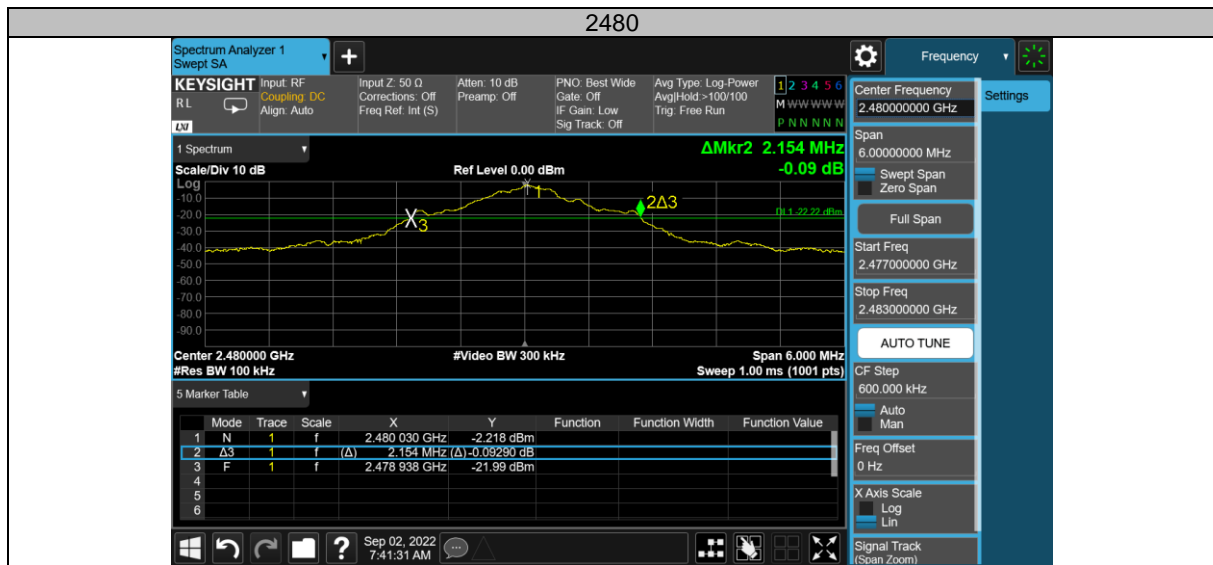 2480
Spectrum Analyzer 1
Swept SA
+
Frequency
KEYSIGHT
RL
LXI
Input: RF
Coupling: DC
Align: Auto
Input Z: 50 Ω
Corrections: Off
Freq Ref: Int (S)
Atten: 10 dB
Preamp: Off
PNO: Best Wide
Gate: Off
IF Gain: Low
Sig Track: Off
Avg Type: Log-Power
Avg|Hold:>100/100
Trig: Free Run
1 2 3 4 5 6
M W W W W W
P N N N N N
Center Frequency
2.480000000 GHz
Settings
1 Spectrum
ΔMkr2 2.154 MHz
Scale/Div 10 dB
Ref Level 0.00 dBm
-0.09 dB
Log
-10.0
-20.0
-30.0
-40.0
-50.0
-60.0
-70.0
-80.0
-90.0
1
2Δ3
X3
DL1 -22.22 dBm
Center 2.480000 GHz
#Video BW 300 kHz
Span 6.000 MHz
#Res BW 100 kHz
Sweep 1.00 ms (1001 pts)
Span
6.00000000 MHz
Swept Span
Zero Span
Full Span
Start Freq
2.477000000 GHz
Stop Freq
2.483000000 GHz
AUTO TUNE
CF Step
600.000 kHz
Auto
Man
Freq Offset
0 Hz
X Axis Scale
Log
Lin
Signal Track
(Span Zoom)
5 Marker Table
Mode Trace Scale X Y Function Function Width Function Value
1 N 1 f 2.480 030 GHz -2.218 dBm
2 Δ3 1 f (Δ) 2.154 MHz (Δ) -0.09290 dB
3 F 1 f 2.478 938 GHz -21.99 dBm
4
5
6
?
Sep 02, 2022
7:41:31 AM